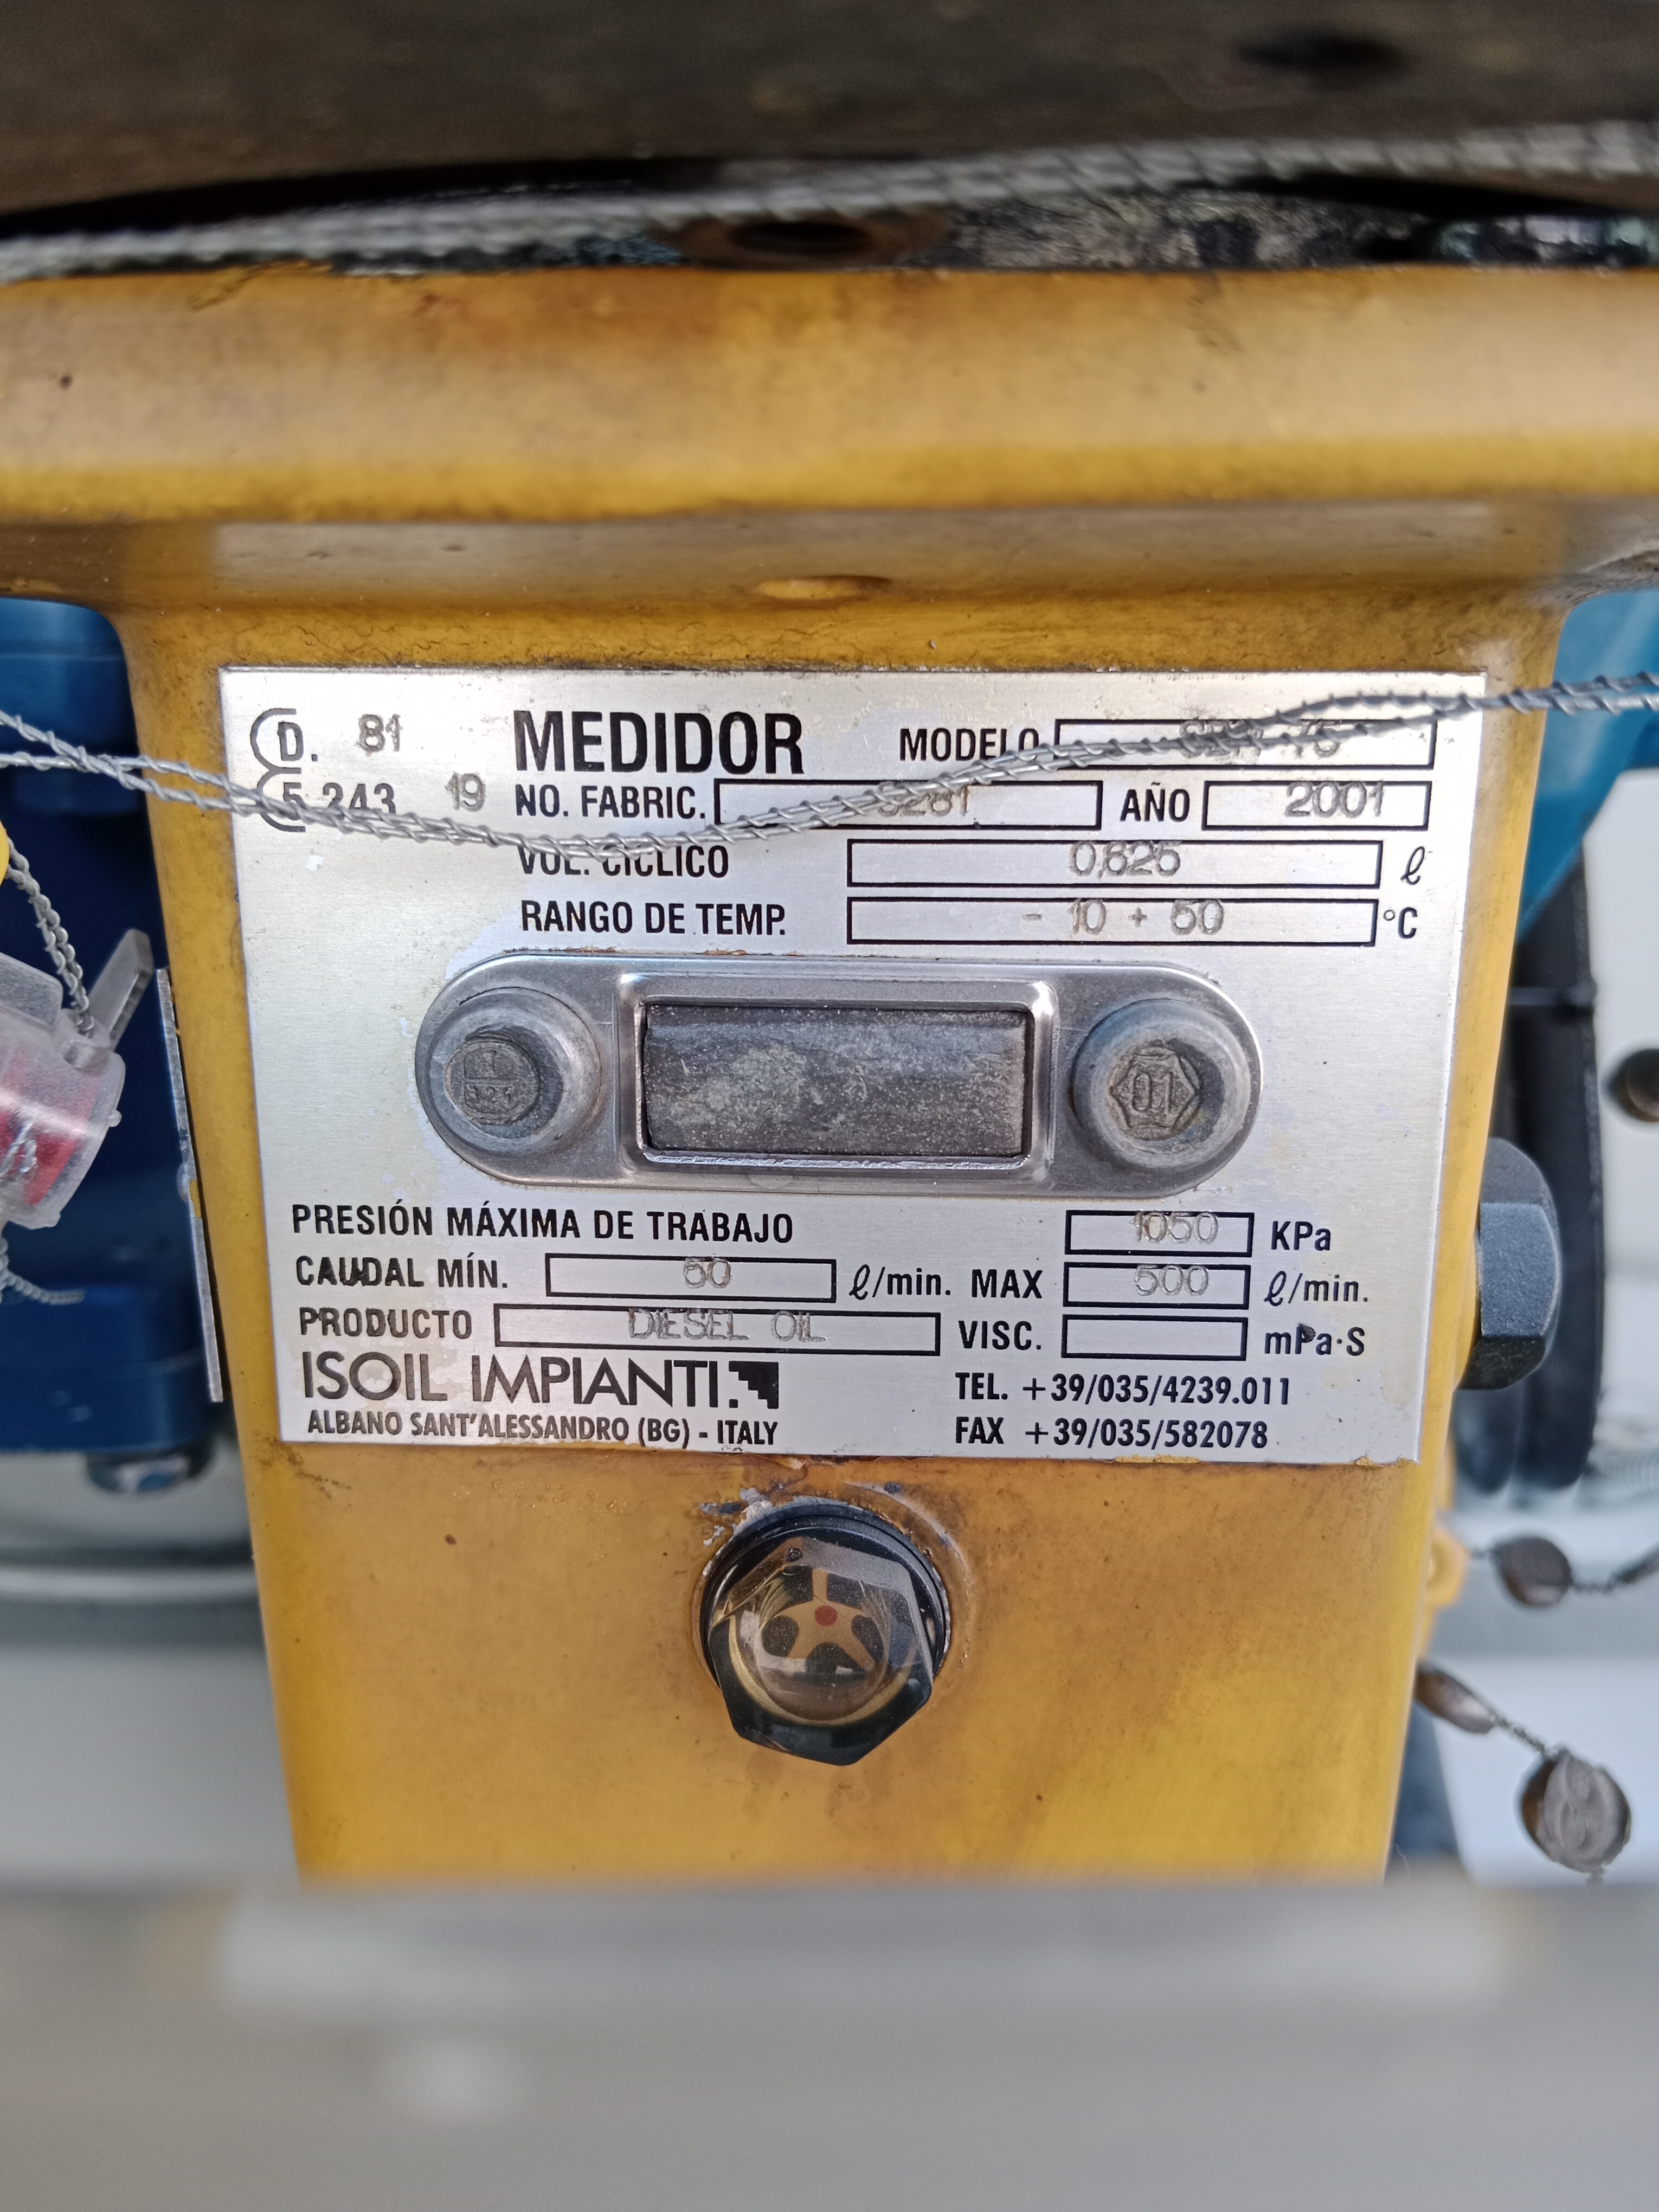 D. 81
5.243 19
MEDIDOR MODELO
NO. FABRIC. AÑO 2001
VOL. CICLICO 0,625 ℓ
RANGO DE TEMP. - 10 + 50 °C
01
PRESIÓN MÁXIMA DE TRABAJO 1050 KPa
CAUDAL MÍN. 50 ℓ/min. MAX 500 ℓ/min.
PRODUCTO DIESEL OIL VISC. mPa·S
ISOIL IMPIANTI
ALBANO SANT'ALESSANDRO (BG) - ITALY
TEL. +39/035/4239.011
FAX +39/035/582078